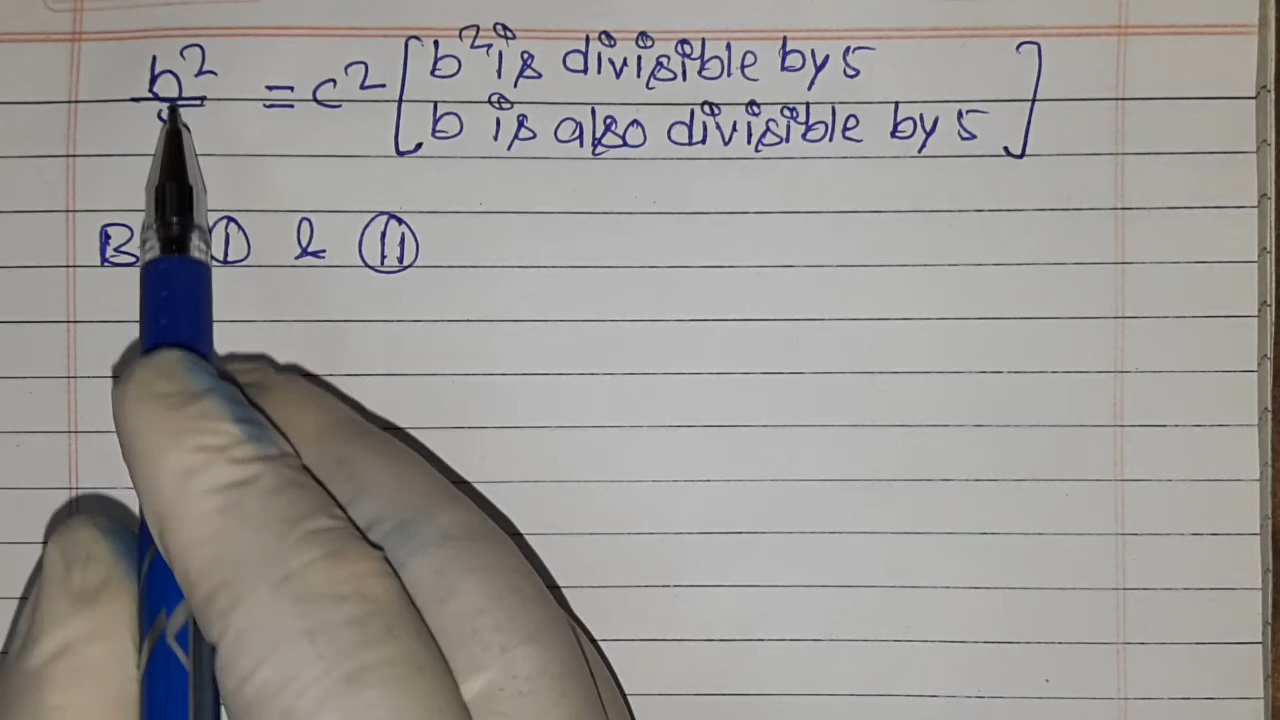 b² = c² [b² is divisible by 5
b is also divisible by 5]
B I & II